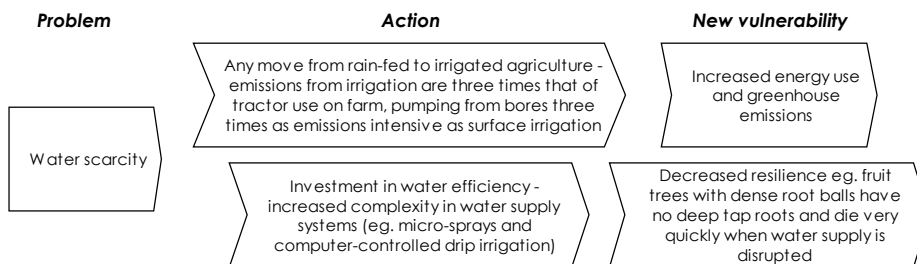 Problem
Action
New vulnerability
Water scarcity
Any move from rain-fed to irrigated agriculture -
emissions from irrigation are three times that of
tractor use on farm, pumping from bores three
times as emissions intensive as surface irrigation
Increased energy use
and greenhouse
emissions
Investment in water efficiency -
increased complexity in water supply
systems (eg. micro-sprays and
computer-controlled drip irrigation)
Decreased resilience eg. fruit
trees with dense root balls have
no deep tap roots and die very
quickly when water supply is
disrupted